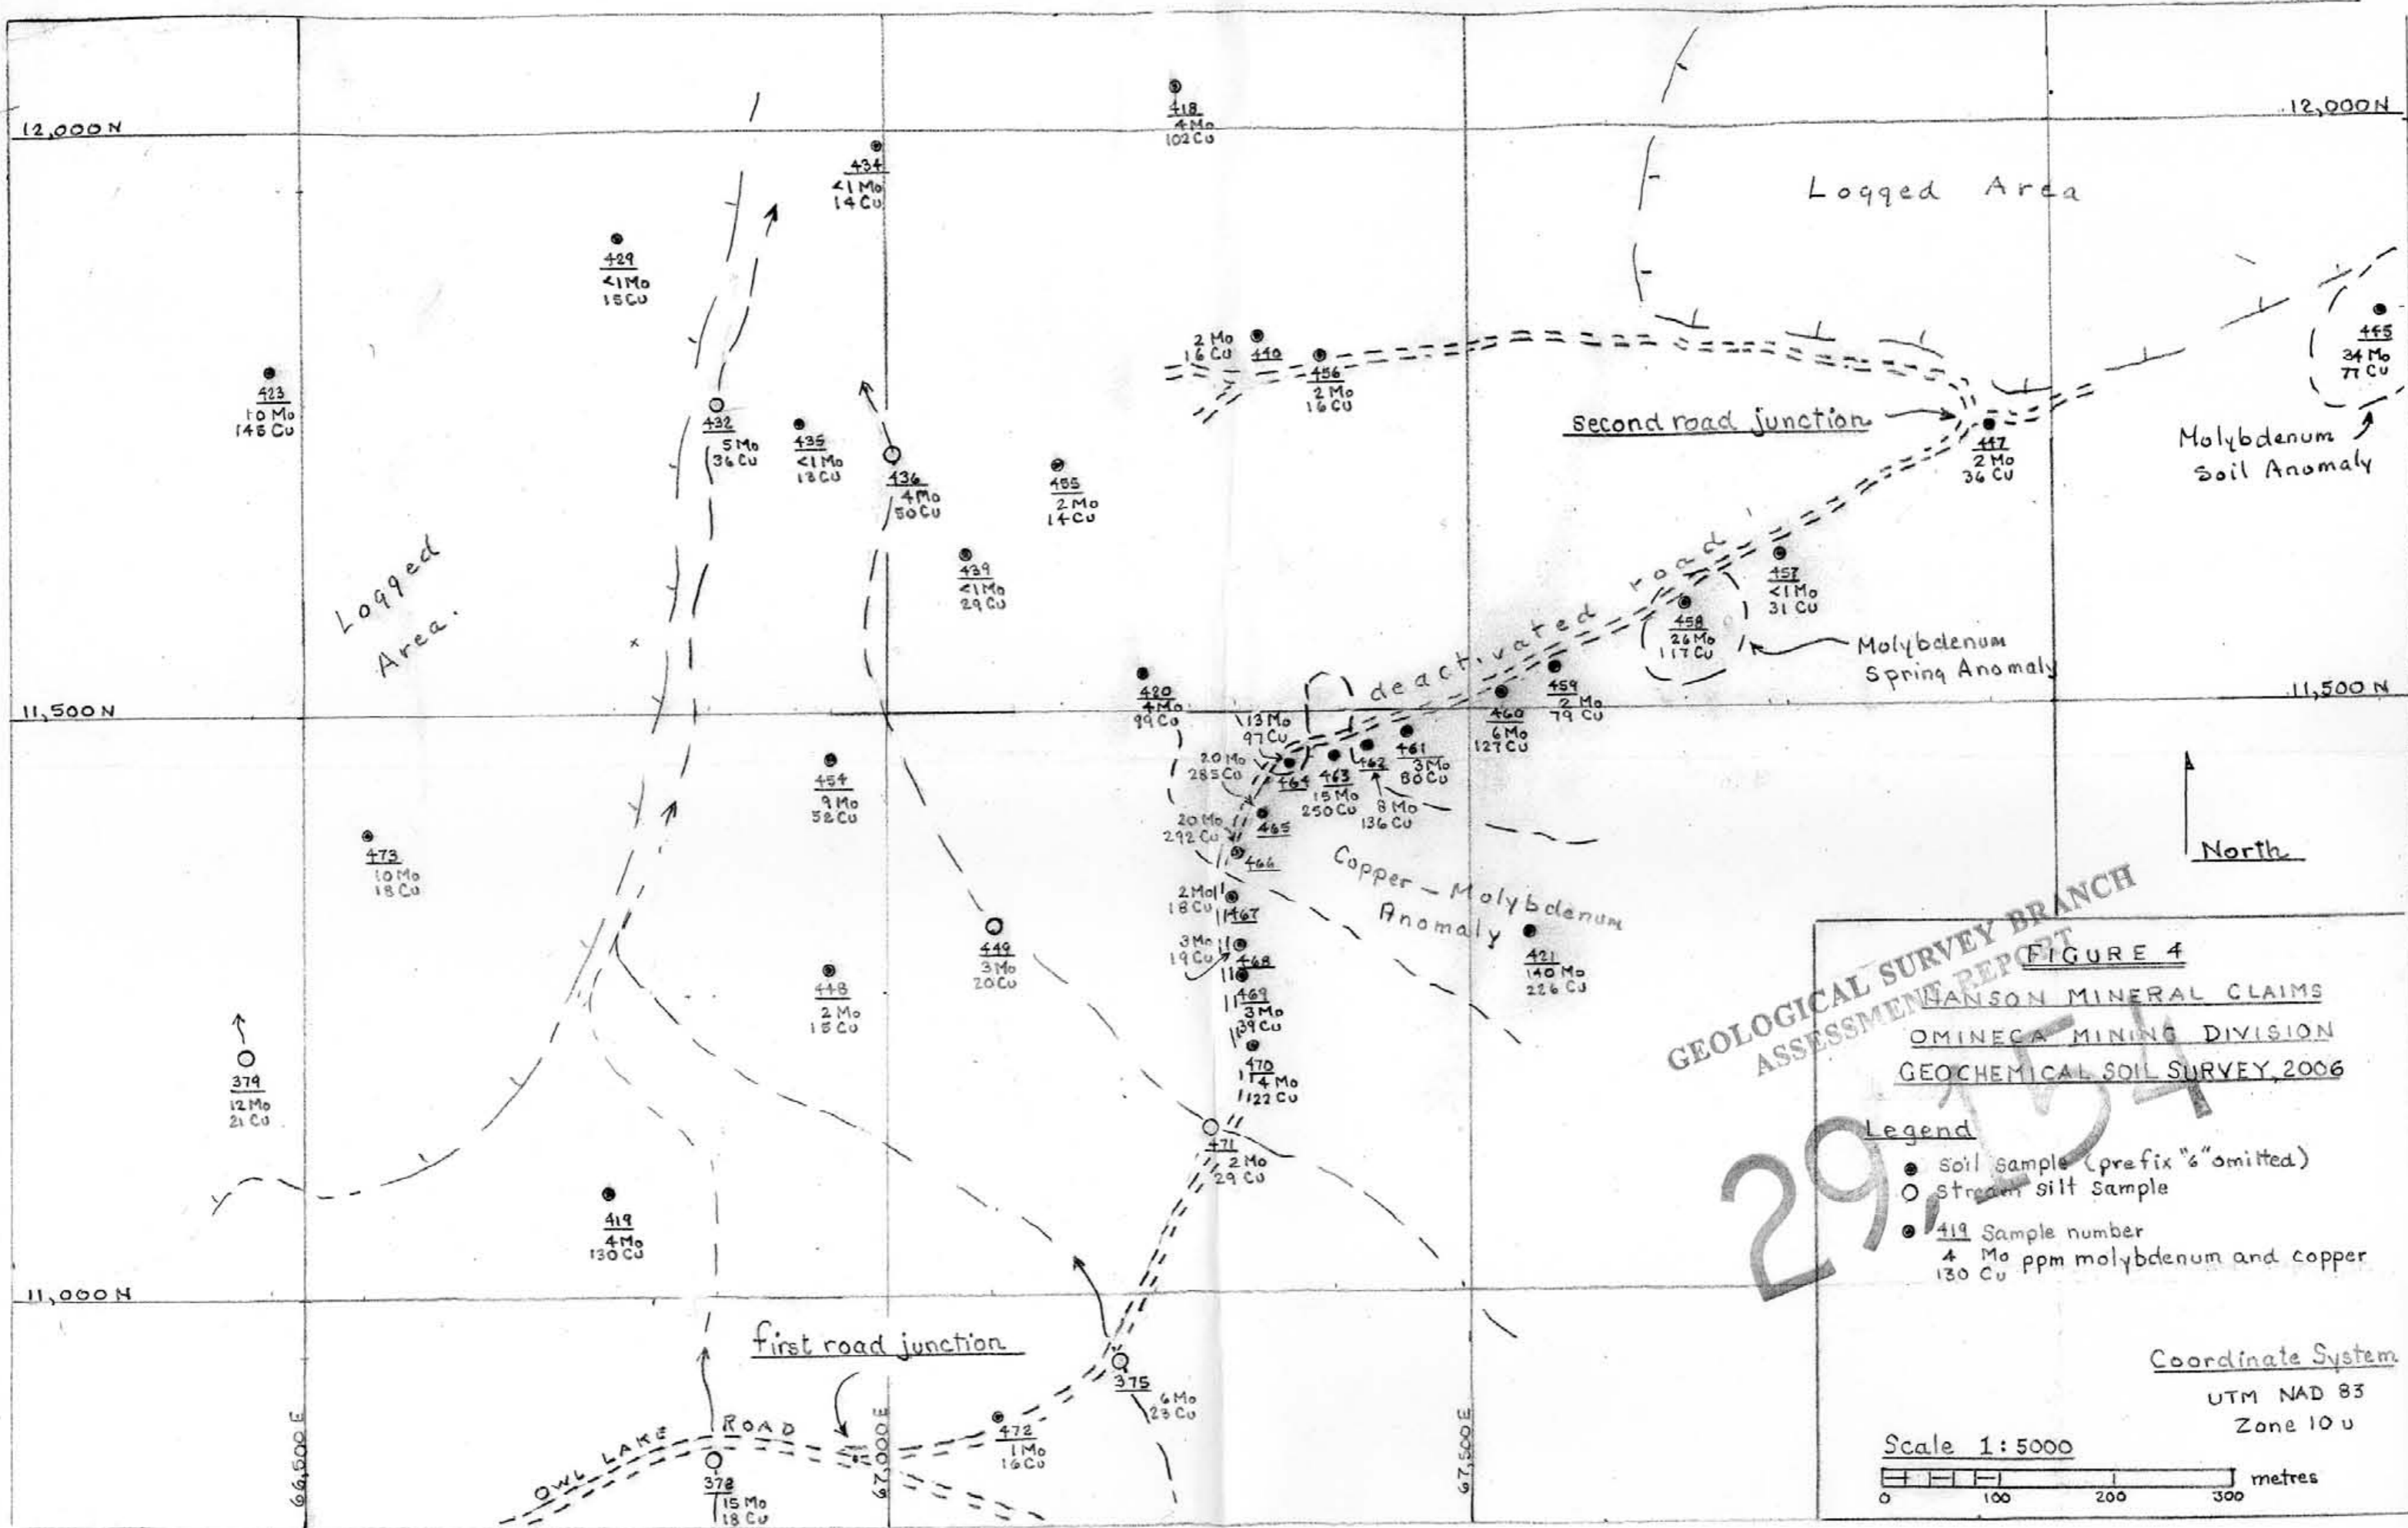 12,000 N
12,000 N
418
4 Mo
102 Cu
434
<1 Mo
14 Cu
Logged Area
429
<1 Mo
15 Cu
445
34 Mo
77 Cu
2 Mo
16 Cu
440
456
2 Mo
16 Cu
423
10 Mo
148 Cu
432
5 Mo
36 Cu
435
<1 Mo
13 Cu
436
4 Mo
50 Cu
455
2 Mo
14 Cu
second road junction
447
2 Mo
36 Cu
Molybdenum
Soil Anomaly
439
<1 Mo
29 Cu
457
<1 Mo
31 Cu
Logged
Area.
deactivated road
458
26 Mo
117 Cu
Molybdenum
Spring Anomaly
11,500 N
11,500 N
420
4 Mo
99 Cu
459
2 Mo
79 Cu
460
6 Mo
127 Cu
13 Mo
97 Cu
461
3 Mo
80 Cu
462
8 Mo
136 Cu
463
15 Mo
250 Cu
464
20 Mo
285 Cu
465
20 Mo
292 Cu
466
454
9 Mo
52 Cu
473
10 Mo
18 Cu
Copper - Molybdenum
Anomaly
North
2 Mo
18 Cu
467
3 Mo
19 Cu
468
469
3 Mo
39 Cu
421
140 Mo
226 Cu
449
3 Mo
20 Cu
448
2 Mo
15 Cu
470
4 Mo
122 Cu
379
12 Mo
21 Cu
471
2 Mo
29 Cu
419
4 Mo
130 Cu
11,000 N
first road junction
375
6 Mo
23 Cu
472
1 Mo
16 Cu
OWL LAKE ROAD
378
15 Mo
18 Cu
66,500 E
67,000 E
67,500 E
GEOLOGICAL SURVEY BRANCH
ASSESSMENT REPORT
29,154
FIGURE 4
HANSON MINERAL CLAIMS
OMINECA MINING DIVISION
GEOCHEMICAL SOIL SURVEY, 2006
Legend
soil sample (prefix "6" omitted)
stream silt sample
419 Sample number
4 Mo ppm molybdenum and copper
130 Cu
Coordinate System
UTM NAD 83
Zone 10 U
Scale 1:5000
0 100 200 300 metres